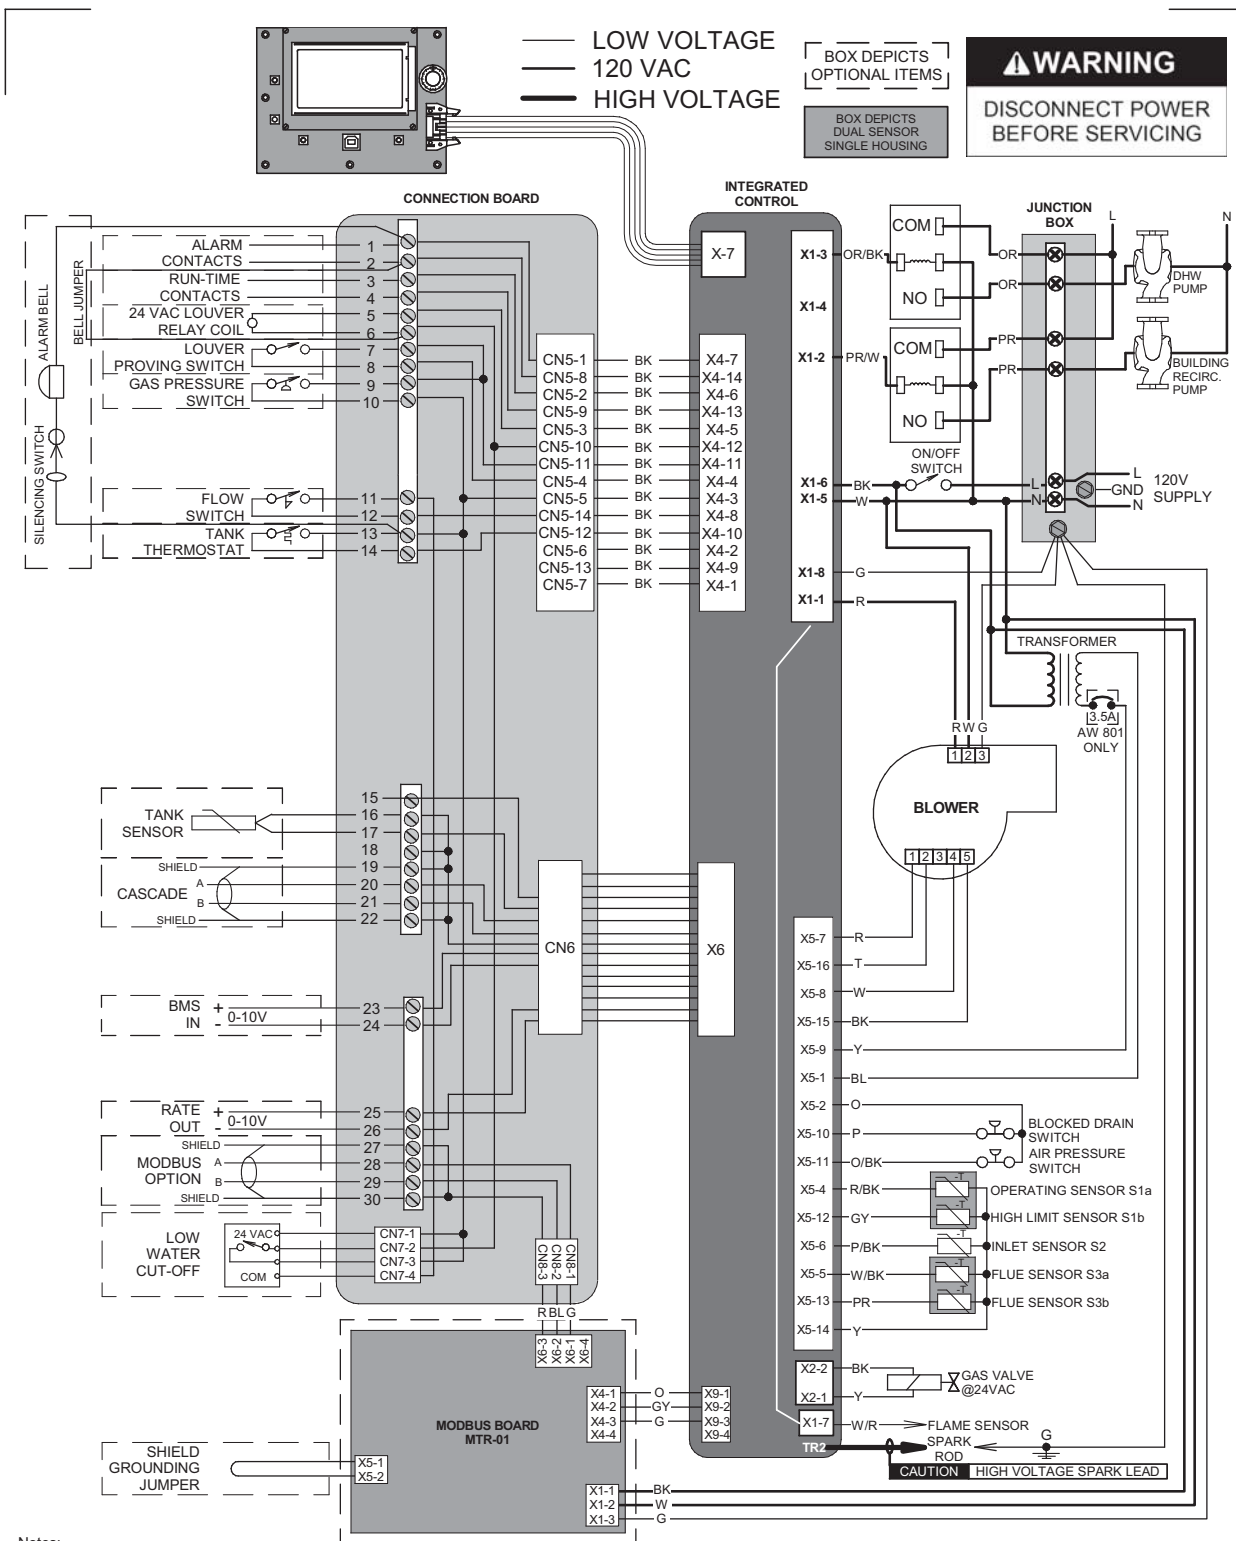 LOW VOLTAGE
120 VAC
HIGH VOLTAGE
BOX DEPICTS
OPTIONAL ITEMS
BOX DEPICTS
DUAL SENSOR
SINGLE HOUSING
WARNING
DISCONNECT POWER
BEFORE SERVICING
CONNECTION BOARD
INTEGRATED
CONTROL
JUNCTION
BOX
L
N
ALARM BELL
SILENCING SWITCH
BELL JUMPER
ALARM 1
CONTACTS 2
RUN-TIME 3
CONTACTS 4
24 VAC LOUVER 5
RELAY COIL 6
LOUVER 7
PROVING SWITCH 8
GAS PRESSURE 9
SWITCH 10
FLOW 11
SWITCH 12
TANK 13
THERMOSTAT 14
X-7
CN5-1 BK X4-7
CN5-8 BK X4-14
CN5-2 BK X4-6
CN5-9 BK X4-13
CN5-3 BK X4-5
CN5-10 BK X4-12
CN5-11 BK X4-11
CN5-4 BK X4-4
CN5-5 BK X4-3
CN5-14 BK X4-8
CN5-12 BK X4-10
CN5-6 BK X4-2
CN5-13 BK X4-9
CN5-7 BK X4-1
X1-3 OR/BK
X1-4
X1-2 PR/W
X1-6 BK
X1-5 W
X1-8 G
X1-1 R
COM
NO
OR
OR
DHW
PUMP
COM
NO
PR
PR
BUILDING
RECIRC.
PUMP
ON/OFF
SWITCH
L
N
L
GND
N
120V
SUPPLY
TRANSFORMER
3.5A
AW 801
ONLY
R W G
1 2 3
BLOWER
1 2 3 4 5
TANK
SENSOR
15
16
17
18
SHIELD 19
CASCADE
A 20
B 21
SHIELD 22
CN6
X6
BMS + 23
IN - 0-10V 24
RATE + 25
OUT - 0-10V 26
SHIELD 27
MODBUS A 28
OPTION B 29
SHIELD 30
LOW
WATER
CUT-OFF
24 VAC
COM
CN7-1
CN7-2
CN7-3
CN7-4
CN8-3
CN8-2
CN8-1
R BL G
X6-3
X6-2
X6-1
X6-4
X5-7 R
X5-16 T
X5-8 W
X5-15 BK
X5-9 Y
X5-1 BL
X5-2 O
X5-10 P
BLOCKED DRAIN
SWITCH
X5-11 O/BK
AIR PRESSURE
SWITCH
X5-4 R/BK -T OPERATING SENSOR S1a
X5-12 GY -T HIGH LIMIT SENSOR S1b
X5-6 P/BK -T INLET SENSOR S2
X5-5 W/BK -T FLUE SENSOR S3a
X5-13 PR -T FLUE SENSOR S3b
X5-14 Y
X2-2 BK
X2-1 Y
GAS VALVE
@24VAC
X1-7 W/R FLAME SENSOR
TR2
SPARK
ROD
G
CAUTION HIGH VOLTAGE SPARK LEAD
MODBUS BOARD
MTR-01
X4-1 O X9-1
X4-2 GY X9-2
X4-3 G X9-3
X4-4 X9-4
SHIELD
GROUNDING
JUMPER
X5-1
X5-2
X1-1 BK
X1-2 W
X1-3 G